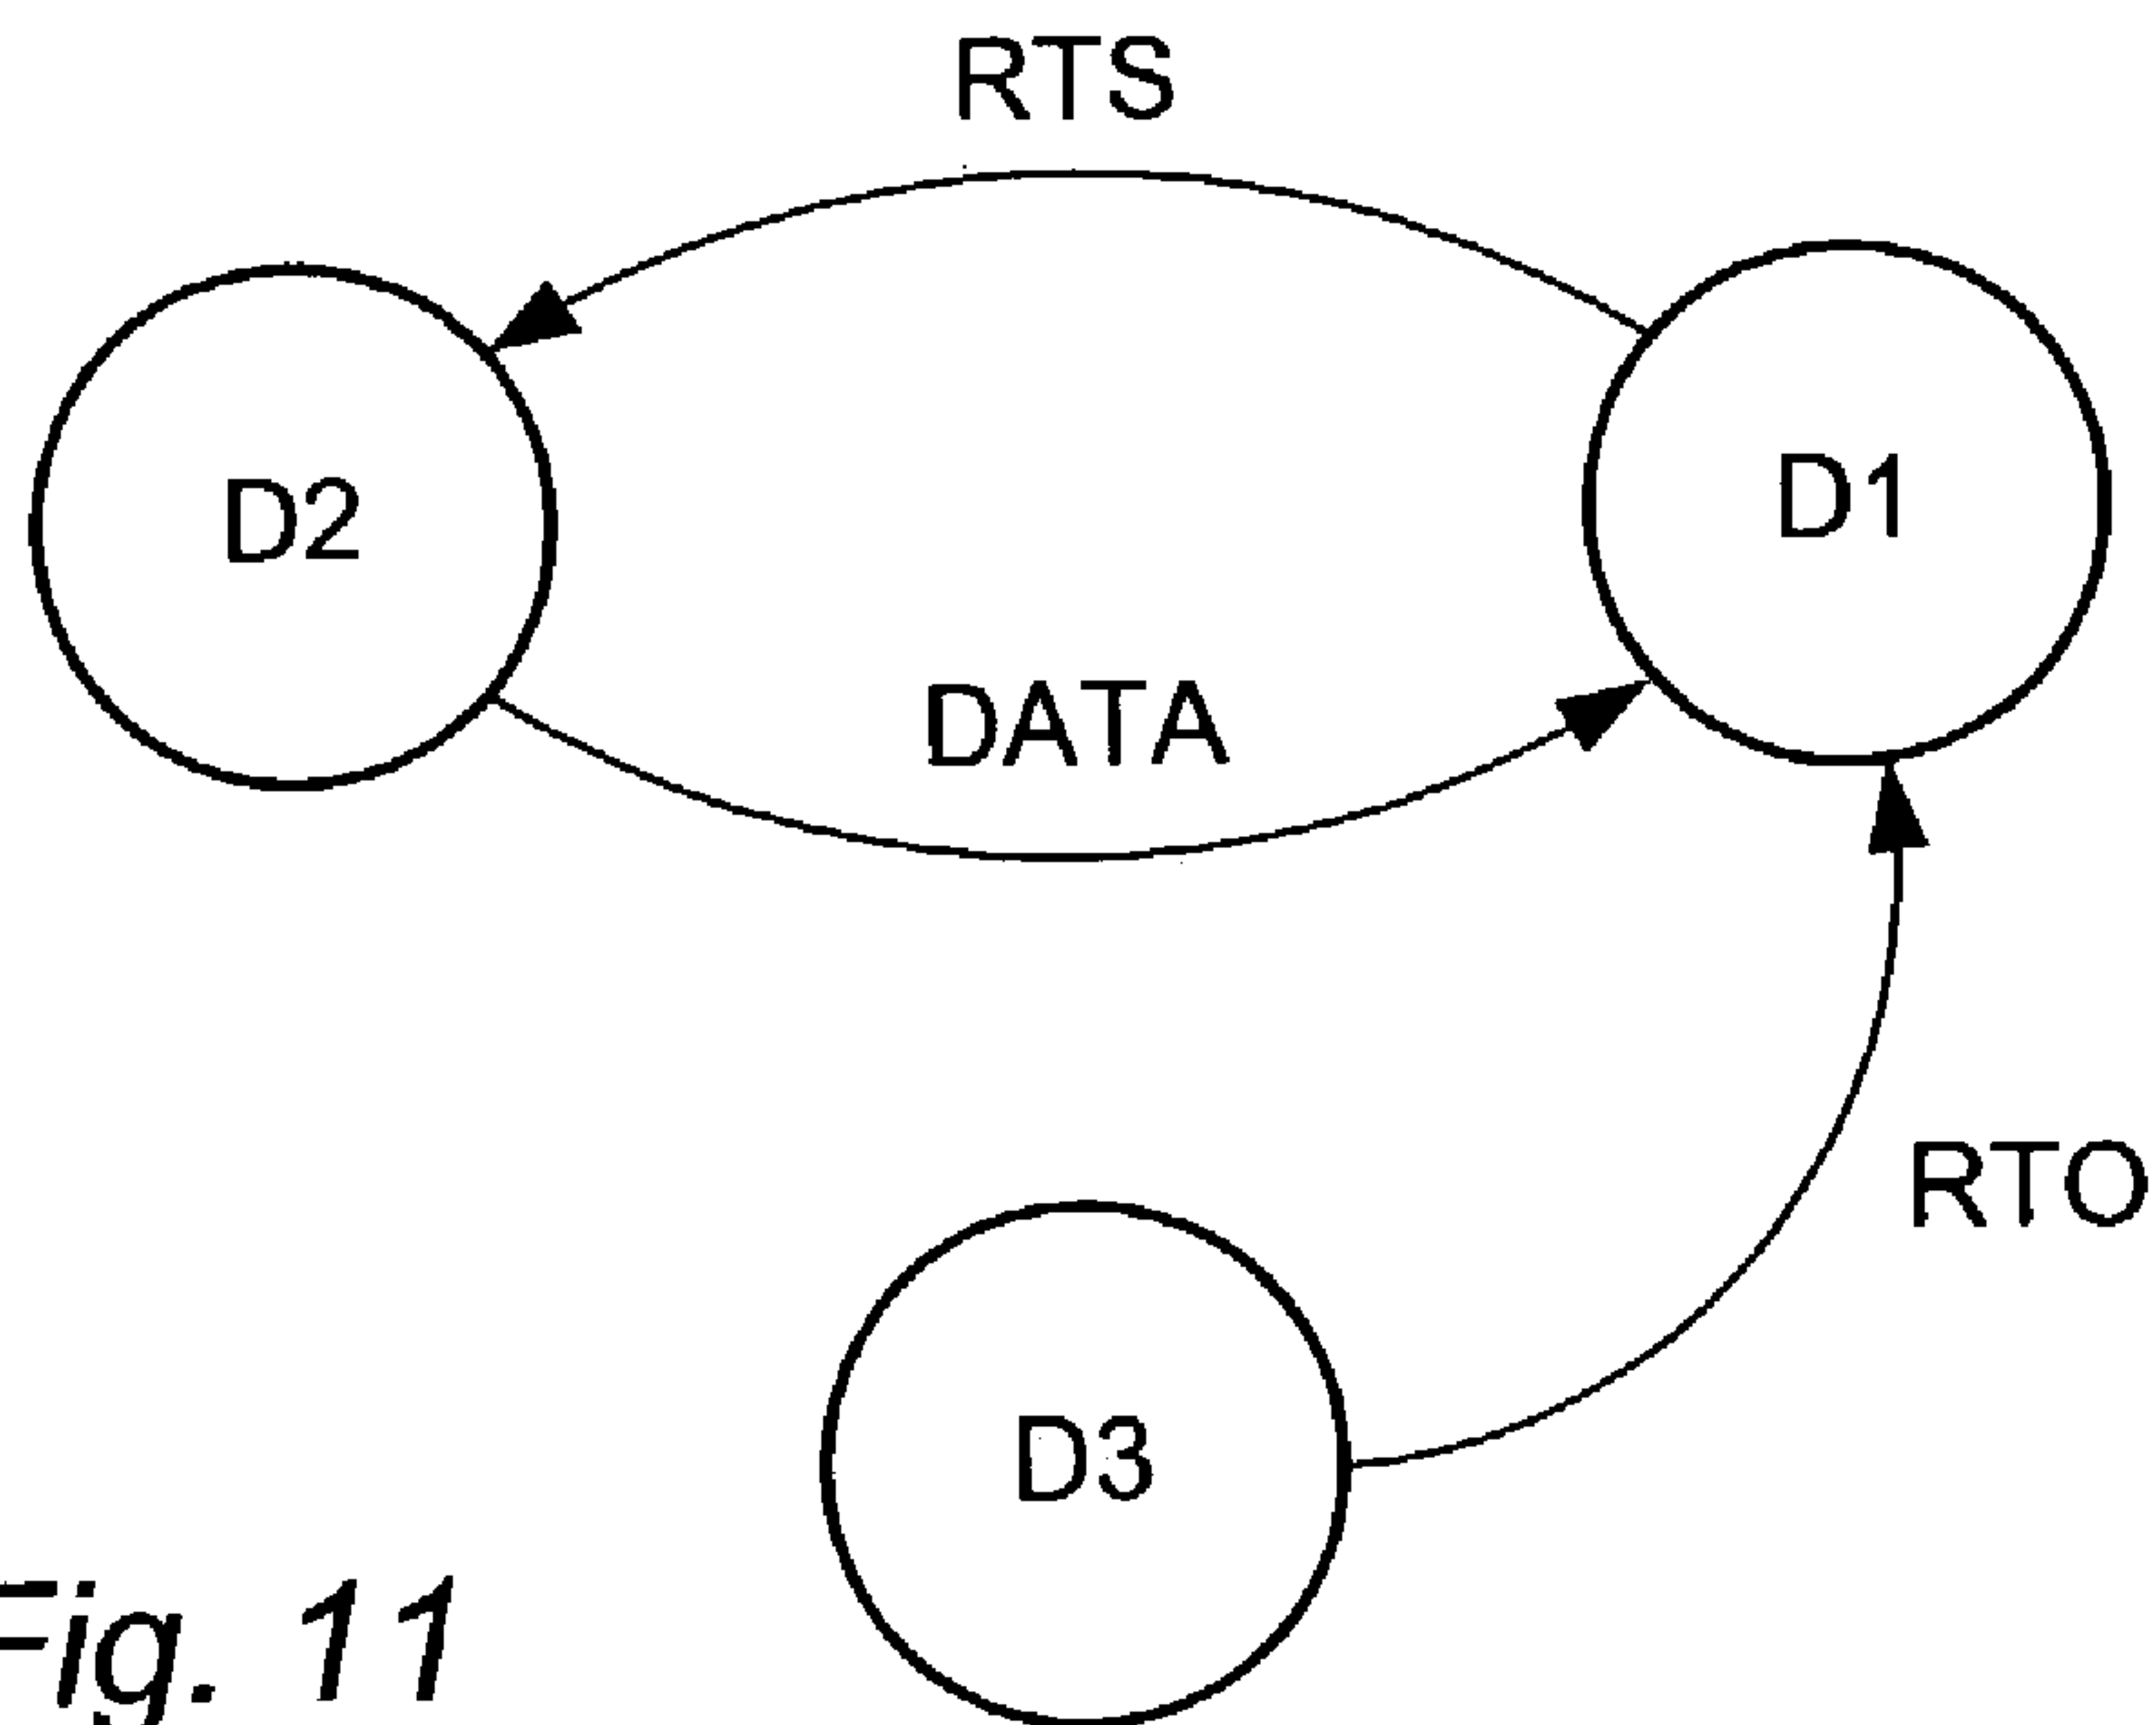 RTS
D2
D1
DATA
RTO
D3
Fig. 11